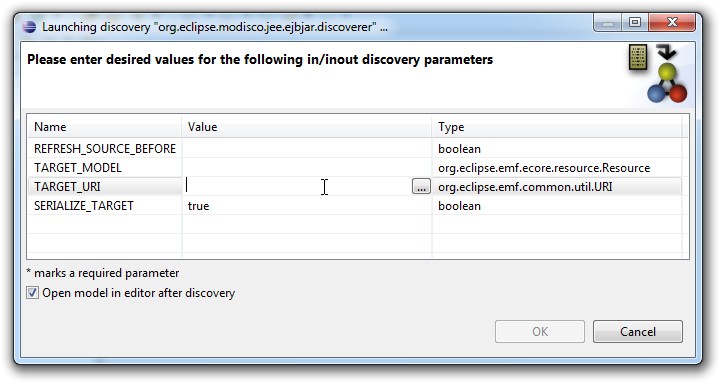 Launching discovery "org.eclipse.modisco.jee.ejbjar.discoverer" ...
Please enter desired values for the following in/inout discovery parameters
Name Value Type
REFRESH_SOURCE_BEFORE boolean
TARGET_MODEL org.eclipse.emf.ecore.resource.Resource
TARGET_URI ... org.eclipse.emf.common.util.URI
SERIALIZE_TARGET true boolean
* marks a required parameter
Open model in editor after discovery
OK Cancel